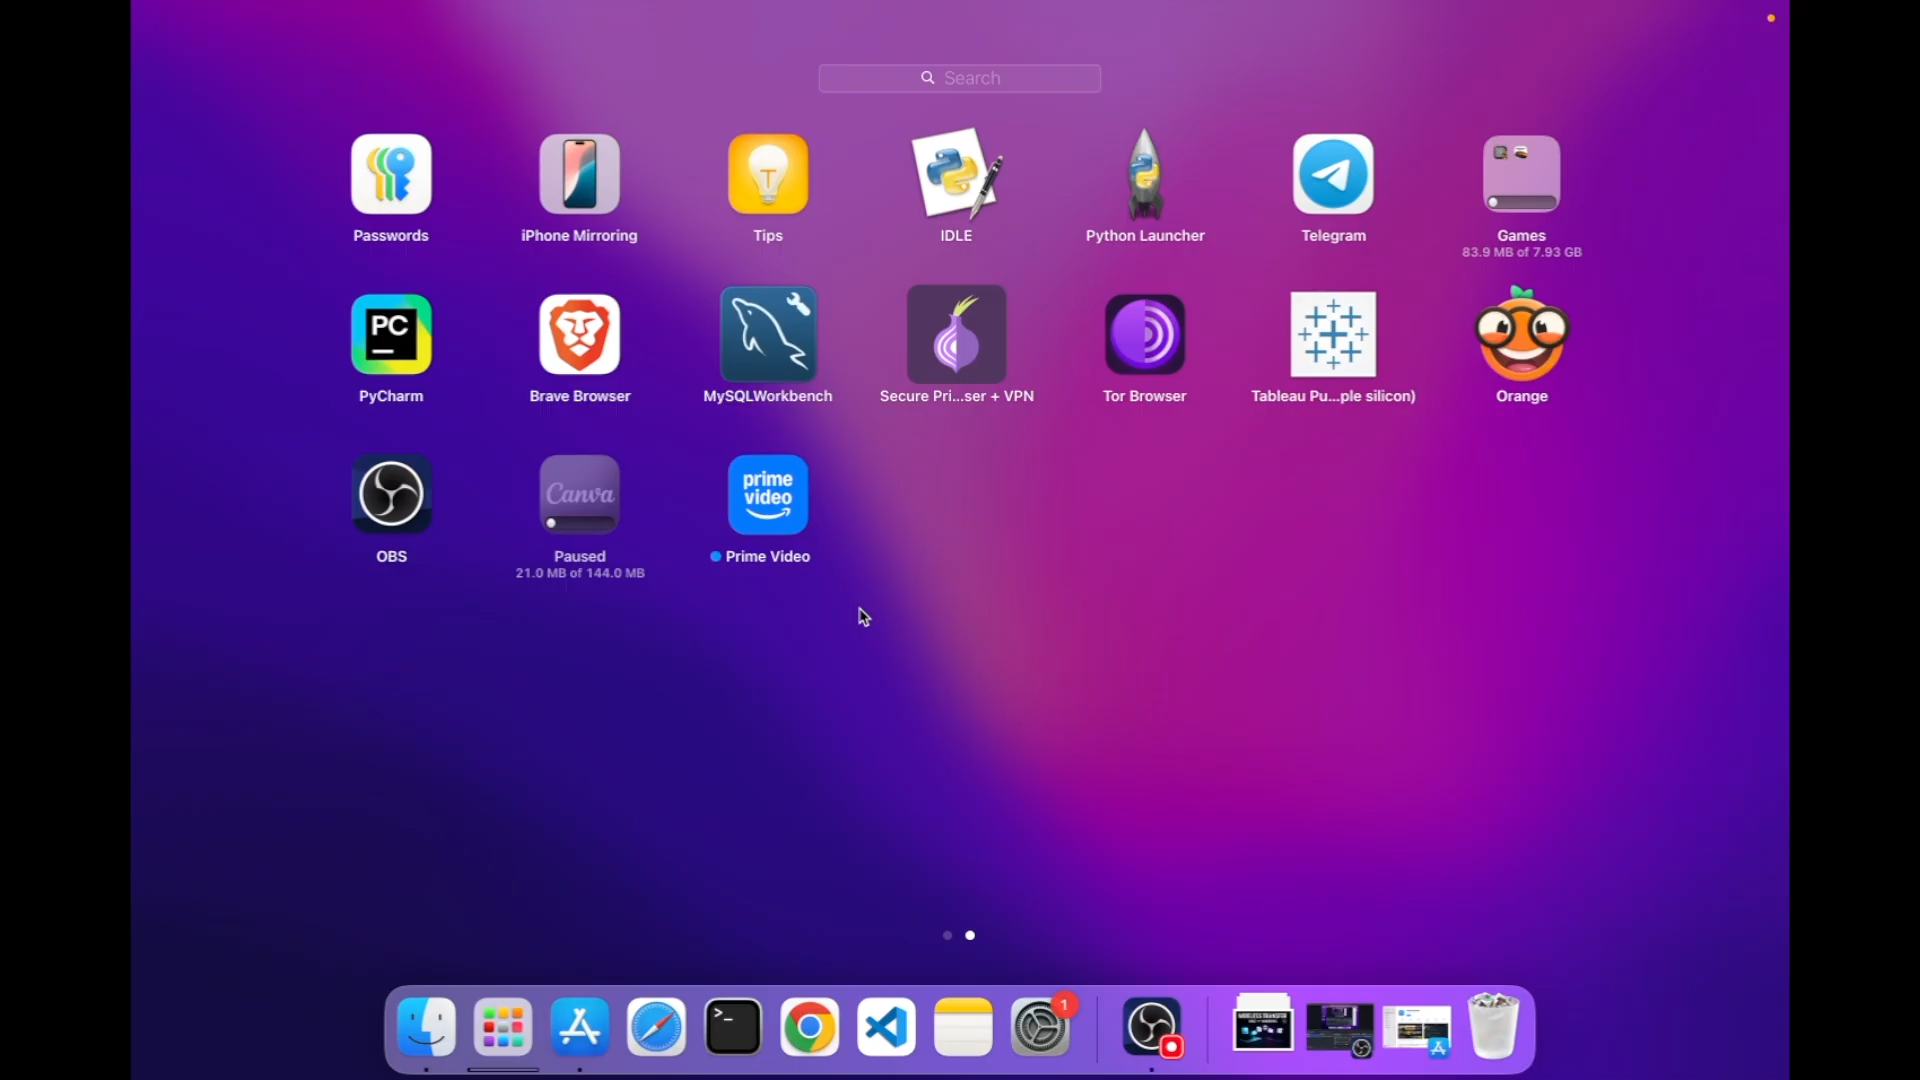 Search
Passwords
iPhone Mirroring
Tips
IDLE
Python Launcher
Telegram
Games
83.9 MB of 7.93 GB
PC
PyCharm
Brave Browser
MySQLWorkbench
Secure Pri...ser + VPN
Tor Browser
Tableau Pu...ple silicon)
Orange
OBS
Canva
Paused
21.0 MB of 144.0 MB
prime
video
Prime Video
>_
1
WIRELESS TRANSFER